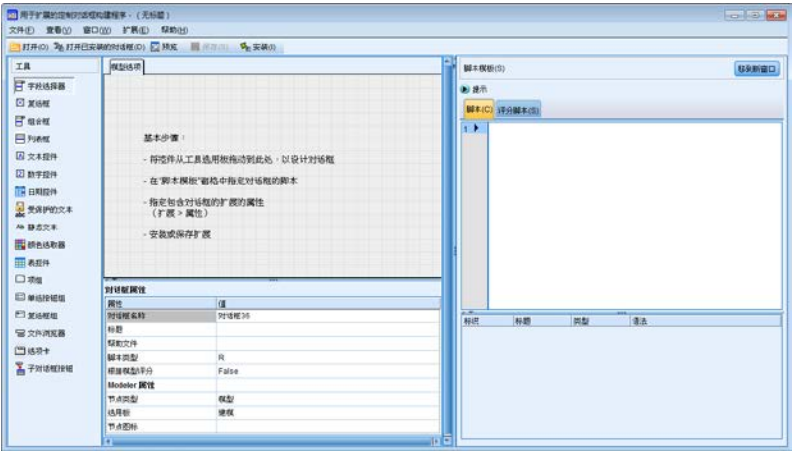 用于扩展的定制对话框构建程序 - （无标题）
文件(F) 查看(V) 窗口(W) 扩展(E) 帮助(H)
打开(O) 打开已安装的对话框(D) 预览 保存(S) 安装(I)
工具
字段选择器
复选框
组合框
列表框
文本控件
数字控件
日期控件
受保护的文本
静态文本
颜色选取器
表控件
项组
单选按钮组
复选框组
文件浏览器
选项卡
子对话框按钮
模型选项
基本步骤：
- 将控件从工具选用板拖动到此处，以设计对话框
- 在“脚本模板”窗格中指定对话框的脚本
- 指定包含对话框的扩展的属性
（扩展 > 属性）
- 安装或保存扩展
对话框属性
属性 值
对话框名称 对话框35
标题
帮助文件
脚本类型 R
根据模型评分 False
Modeler 属性
节点类型 模型
选用板 建模
节点图标
脚本模板(S) 移到新窗口
提示
脚本(C) 评分脚本(S)
1
标识 标题 类型 语法